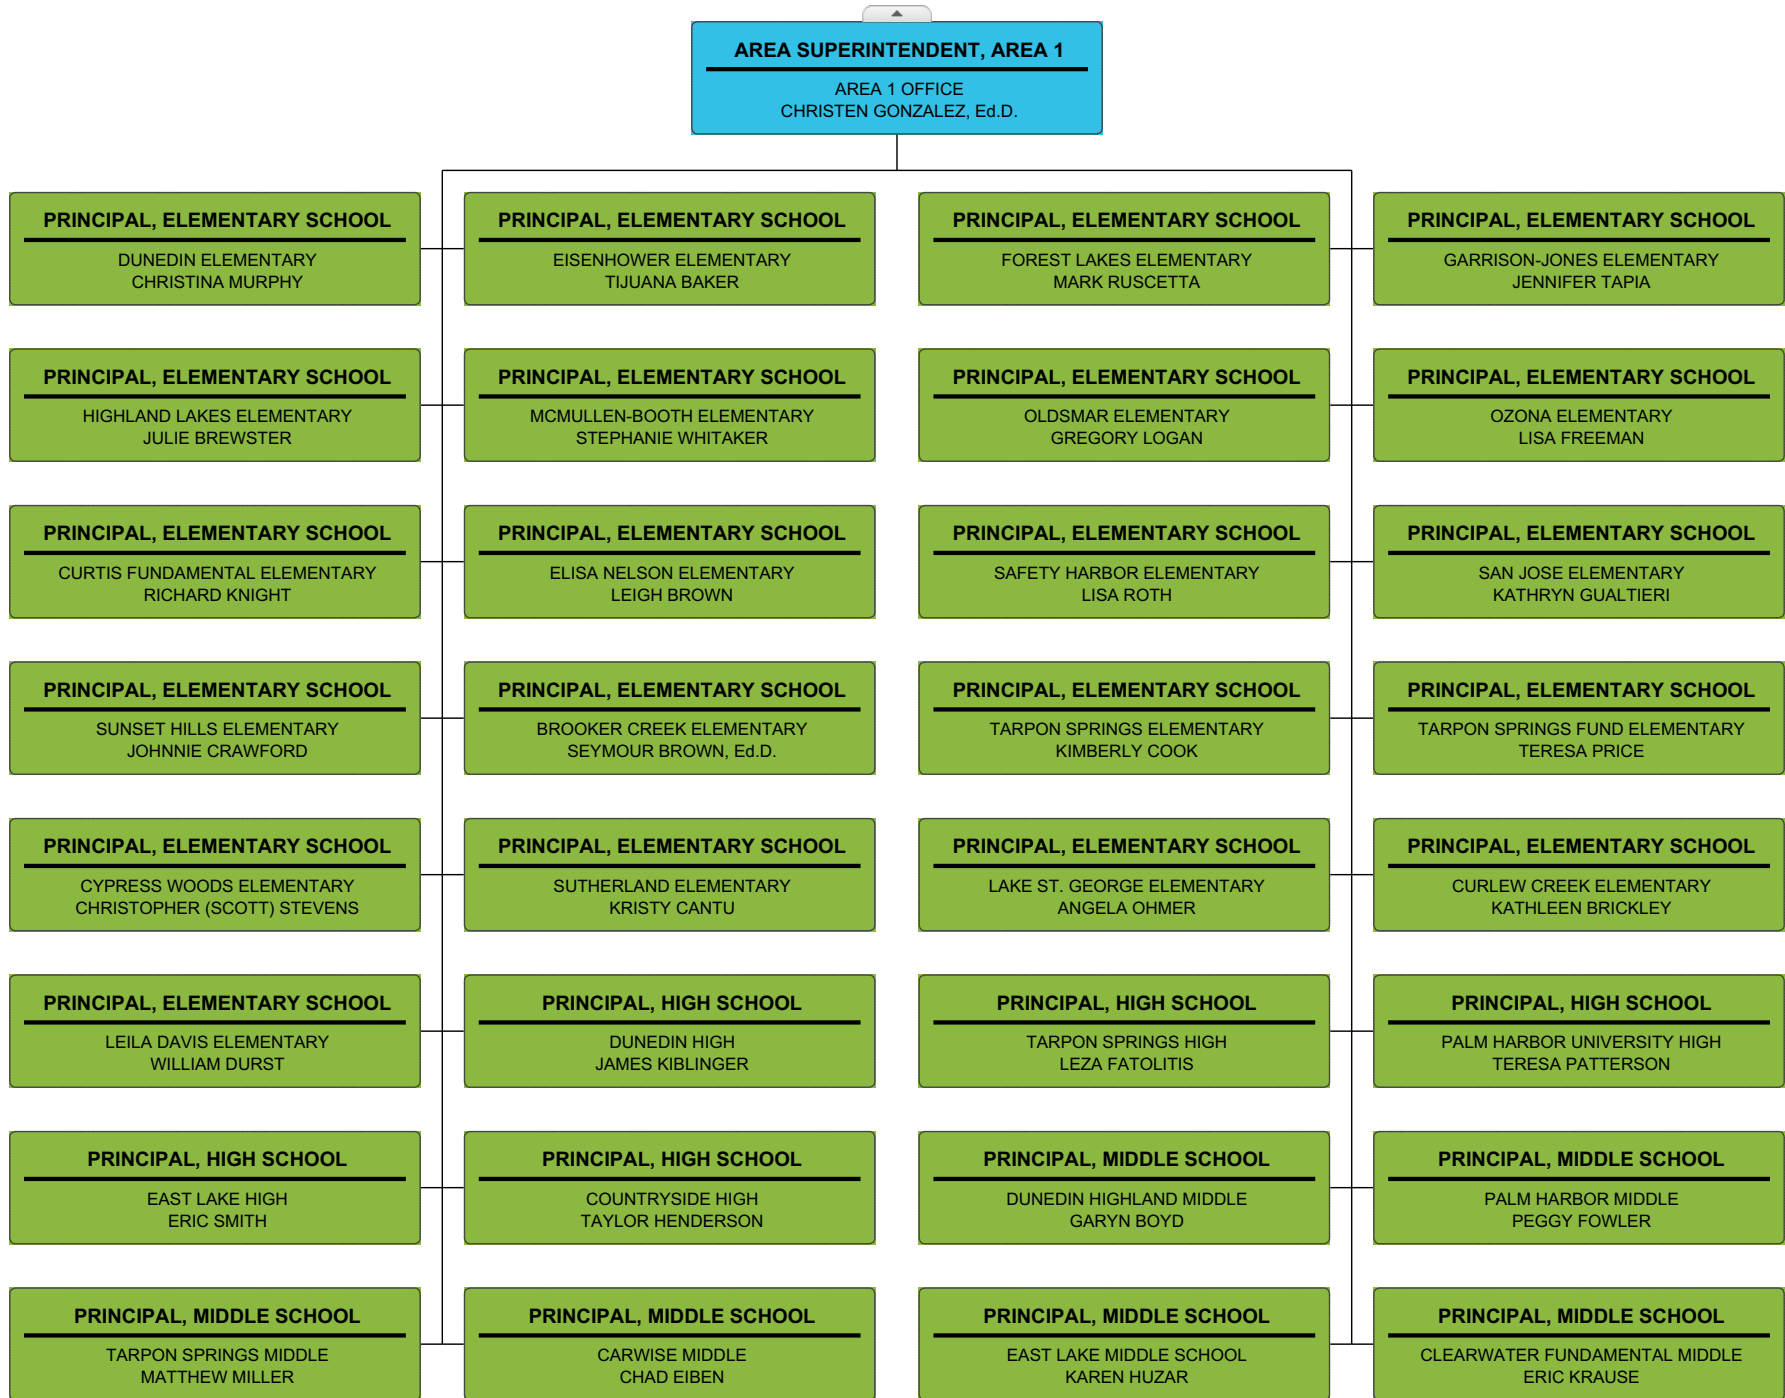 AREA SUPERINTENDENT, AREA 1
AREA 1 OFFICE
CHRISTEN GONZALEZ, Ed.D.
PRINCIPAL, ELEMENTARY SCHOOL
DUNEDIN ELEMENTARY
CHRISTINA MURPHY
PRINCIPAL, ELEMENTARY SCHOOL
EISENHOWER ELEMENTARY
TIJUANA BAKER
PRINCIPAL, ELEMENTARY SCHOOL
FOREST LAKES ELEMENTARY
MARK RUSCETTA
PRINCIPAL, ELEMENTARY SCHOOL
GARRISON-JONES ELEMENTARY
JENNIFER TAPIA
PRINCIPAL, ELEMENTARY SCHOOL
HIGHLAND LAKES ELEMENTARY
JULIE BREWSTER
PRINCIPAL, ELEMENTARY SCHOOL
MCMULLEN-BOOTH ELEMENTARY
STEPHANIE WHITAKER
PRINCIPAL, ELEMENTARY SCHOOL
OLDSMAR ELEMENTARY
GREGORY LOGAN
PRINCIPAL, ELEMENTARY SCHOOL
OZONA ELEMENTARY
LISA FREEMAN
PRINCIPAL, ELEMENTARY SCHOOL
CURTIS FUNDAMENTAL ELEMENTARY
RICHARD KNIGHT
PRINCIPAL, ELEMENTARY SCHOOL
ELISA NELSON ELEMENTARY
LEIGH BROWN
PRINCIPAL, ELEMENTARY SCHOOL
SAFETY HARBOR ELEMENTARY
LISA ROTH
PRINCIPAL, ELEMENTARY SCHOOL
SAN JOSE ELEMENTARY
KATHRYN GUALTIERI
PRINCIPAL, ELEMENTARY SCHOOL
SUNSET HILLS ELEMENTARY
JOHNNIE CRAWFORD
PRINCIPAL, ELEMENTARY SCHOOL
BROOKER CREEK ELEMENTARY
SEYMOUR BROWN, Ed.D.
PRINCIPAL, ELEMENTARY SCHOOL
TARPON SPRINGS ELEMENTARY
KIMBERLY COOK
PRINCIPAL, ELEMENTARY SCHOOL
TARPON SPRINGS FUND ELEMENTARY
TERESA PRICE
PRINCIPAL, ELEMENTARY SCHOOL
CYPRESS WOODS ELEMENTARY
CHRISTOPHER (SCOTT) STEVENS
PRINCIPAL, ELEMENTARY SCHOOL
SUTHERLAND ELEMENTARY
KRISTY CANTU
PRINCIPAL, ELEMENTARY SCHOOL
LAKE ST. GEORGE ELEMENTARY
ANGELA OHMER
PRINCIPAL, ELEMENTARY SCHOOL
CURLEW CREEK ELEMENTARY
KATHLEEN BRICKLEY
PRINCIPAL, ELEMENTARY SCHOOL
LEILA DAVIS ELEMENTARY
WILLIAM DURST
PRINCIPAL, HIGH SCHOOL
DUNEDIN HIGH
JAMES KIBLINGER
PRINCIPAL, HIGH SCHOOL
TARPON SPRINGS HIGH
LEZA FATOLITIS
PRINCIPAL, HIGH SCHOOL
PALM HARBOR UNIVERSITY HIGH
TERESA PATTERSON
PRINCIPAL, HIGH SCHOOL
EAST LAKE HIGH
ERIC SMITH
PRINCIPAL, HIGH SCHOOL
COUNTRYSIDE HIGH
TAYLOR HENDERSON
PRINCIPAL, MIDDLE SCHOOL
DUNEDIN HIGHLAND MIDDLE
GARYN BOYD
PRINCIPAL, MIDDLE SCHOOL
PALM HARBOR MIDDLE
PEGGY FOWLER
PRINCIPAL, MIDDLE SCHOOL
TARPON SPRINGS MIDDLE
MATTHEW MILLER
PRINCIPAL, MIDDLE SCHOOL
CARWISE MIDDLE
CHAD EIBEN
PRINCIPAL, MIDDLE SCHOOL
EAST LAKE MIDDLE SCHOOL
KAREN HUZAR
PRINCIPAL, MIDDLE SCHOOL
CLEARWATER FUNDAMENTAL MIDDLE
ERIC KRAUSE